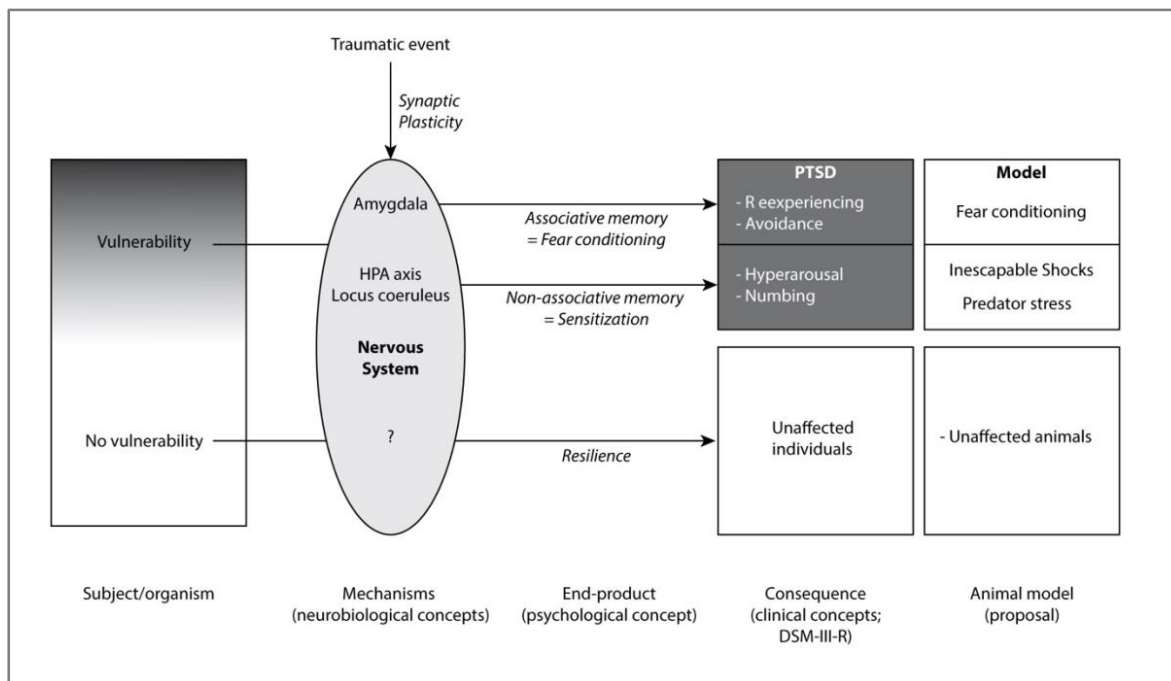 Traumatic event
Synaptic
Plasticity
Vulnerability
No vulnerability
Amygdala
HPA axis
Locus coeruleus
Nervous
System
?
Associative memory
= Fear conditioning
Non-associative memory
= Sensitization
Resilience
PTSD
- R eexperiencing
- Avoidance
- Hyperarousal
- Numbing
Unaffected
individuals
Model
Fear conditioning
Inescapable Shocks
Predator stress
- Unaffected animals
Subject/organism
Mechanisms
(neurobiological concepts)
End-product
(psychological concept)
Consequence
(clinical concepts;
DSM-III-R)
Animal model
(proposal)